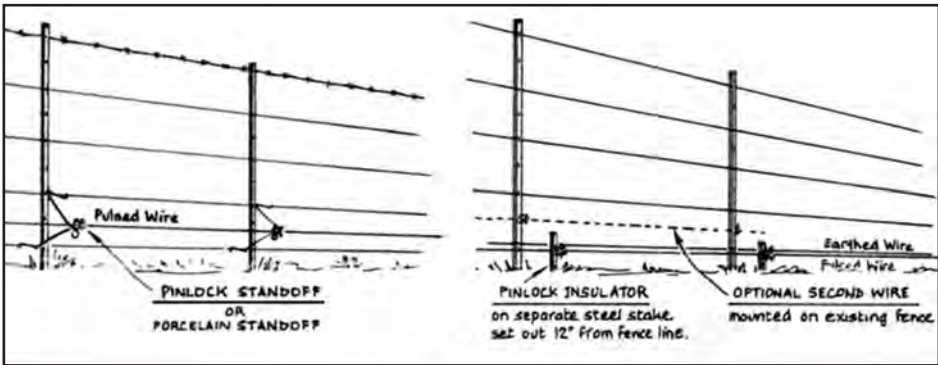 Pulsed Wire
PINLOCK STANDOFF
OR
PORCELAIN STANDOFF
Earthed Wire
Pulsed Wire
PINLOCK INSULATOR
on separate steel stake
set out 12" from fence line.
OPTIONAL SECOND WIRE
mounted on existing fence